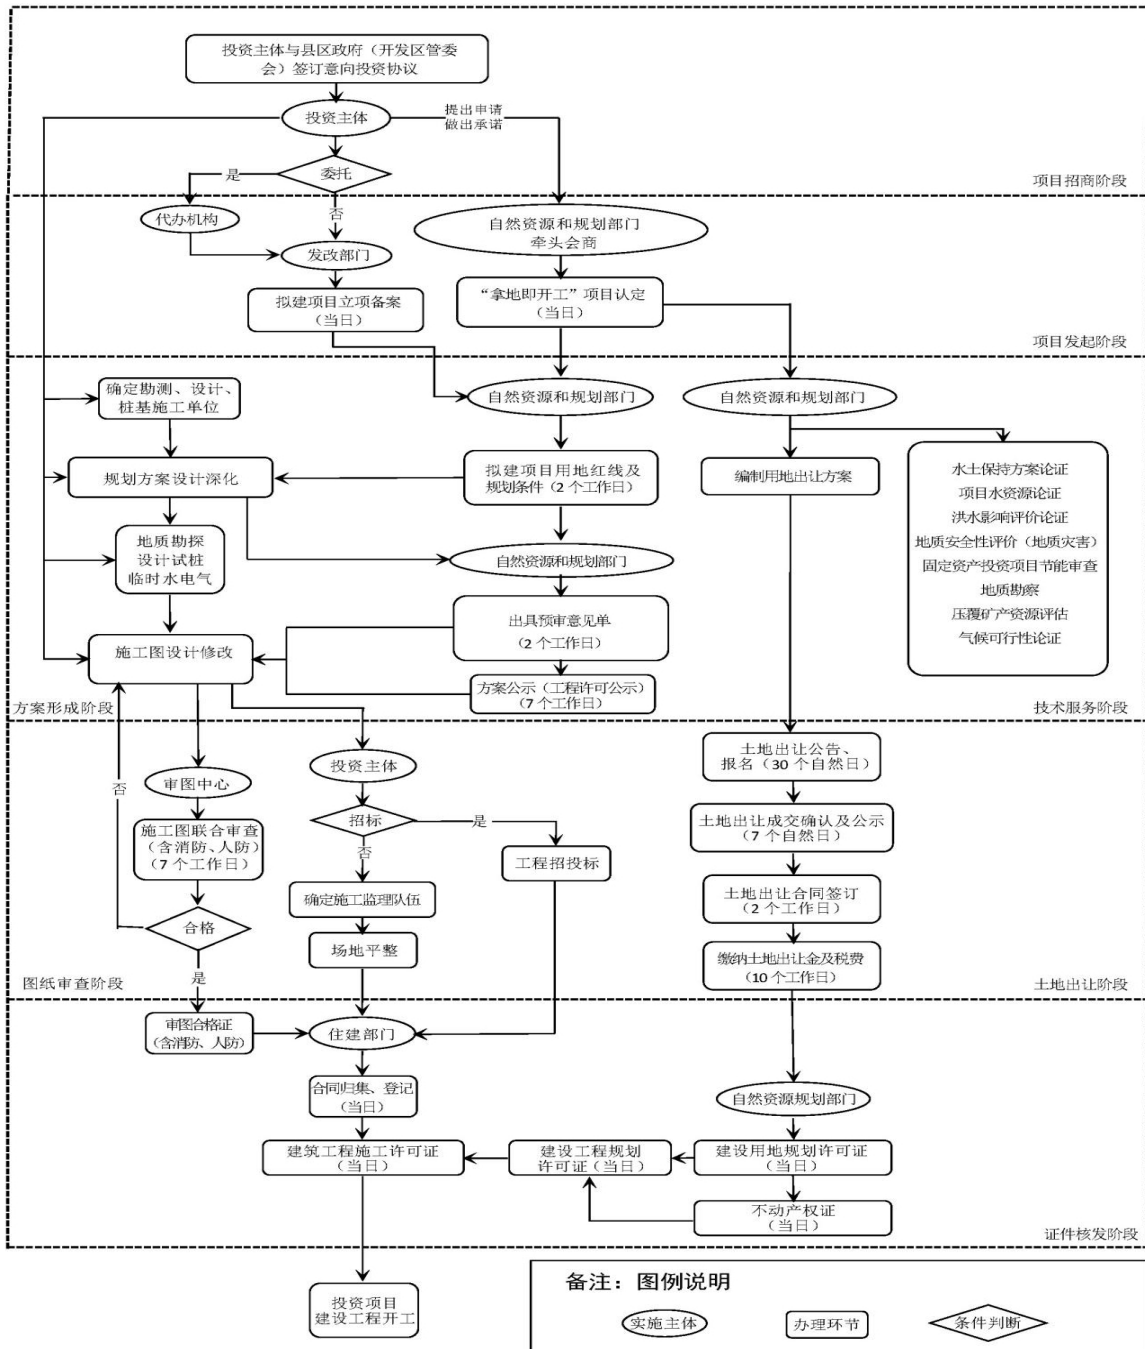 投资主体与县区政府（开发区管委
会）签订意向投资协议
投资主体
提出申请
做出承诺
是
委托
项目招商阶段
代办机构
否
自然资源和规划部门
牵头会商
发改部门
拟建项目立项备案
（当日）
“拿地即开工”项目认定
（当日）
项目发起阶段
确定勘测、设计、
桩基施工单位
自然资源和规划部门
自然资源和规划部门
规划方案设计深化
拟建项目用地红线及
规划条件（2 个工作日）
编制用地出让方案
水土保持方案论证
项目水资源论证
洪水影响评价论证
地质安全性评价（地质灾害）
固定资产投资项目节能审查
地质勘察
压覆矿产资源评估
气候可行性论证
地质勘探
设计试桩
临时水电气
自然资源和规划部门
出具预审意见单
（2 个工作日）
施工图设计修改
方案公示（工程许可公示）
（7 个工作日）
方案形成阶段
技术服务阶段
审图中心
投资主体
土地出让公告、
报名（30 个自然日）
否
施工图联合审查
（含消防、人防）
（7 个工作日）
招标
是
土地出让成交确认及公示
（7 个自然日）
否
工程招投标
确定施工监理队伍
土地出让合同签订
（2 个工作日）
合格
场地平整
缴纳土地出让金及税费
（10 个工作日）
是
图纸审查阶段
土地出让阶段
审图合格证
（含消防、人防）
住建部门
合同归集、登记
（当日）
自然资源规划部门
建筑工程施工许可证
（当日）
建设工程规划
许可证（当日）
建设用地规划许可证
（当日）
不动产权证
（当日）
证件核发阶段
投资项目
建设工程开工
备注：图例说明
实施主体
办理环节
条件判断